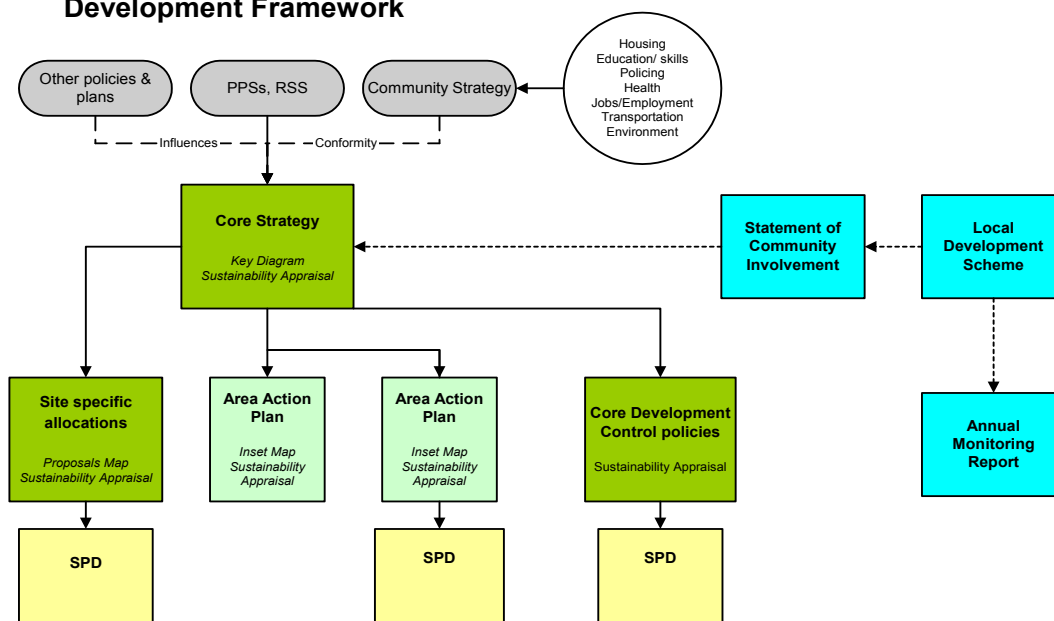 Development Framework
Housing
Education/ skills
Policing
Health
Jobs/Employment
Transportation
Environment
Other policies &
plans
PPSs, RSS
Community Strategy
Influences
Conformity
Core Strategy
Key Diagram
Sustainability Appraisal
Statement of
Community
Involvement
Local
Development
Scheme
Site specific
allocations
Proposals Map
Sustainability Appraisal
Area Action
Plan
Inset Map
Sustainability
Appraisal
Area Action
Plan
Inset Map
Sustainability
Appraisal
Core Development
Control policies
Sustainability Appraisal
Annual
Monitoring
Report
SPD
SPD
SPD